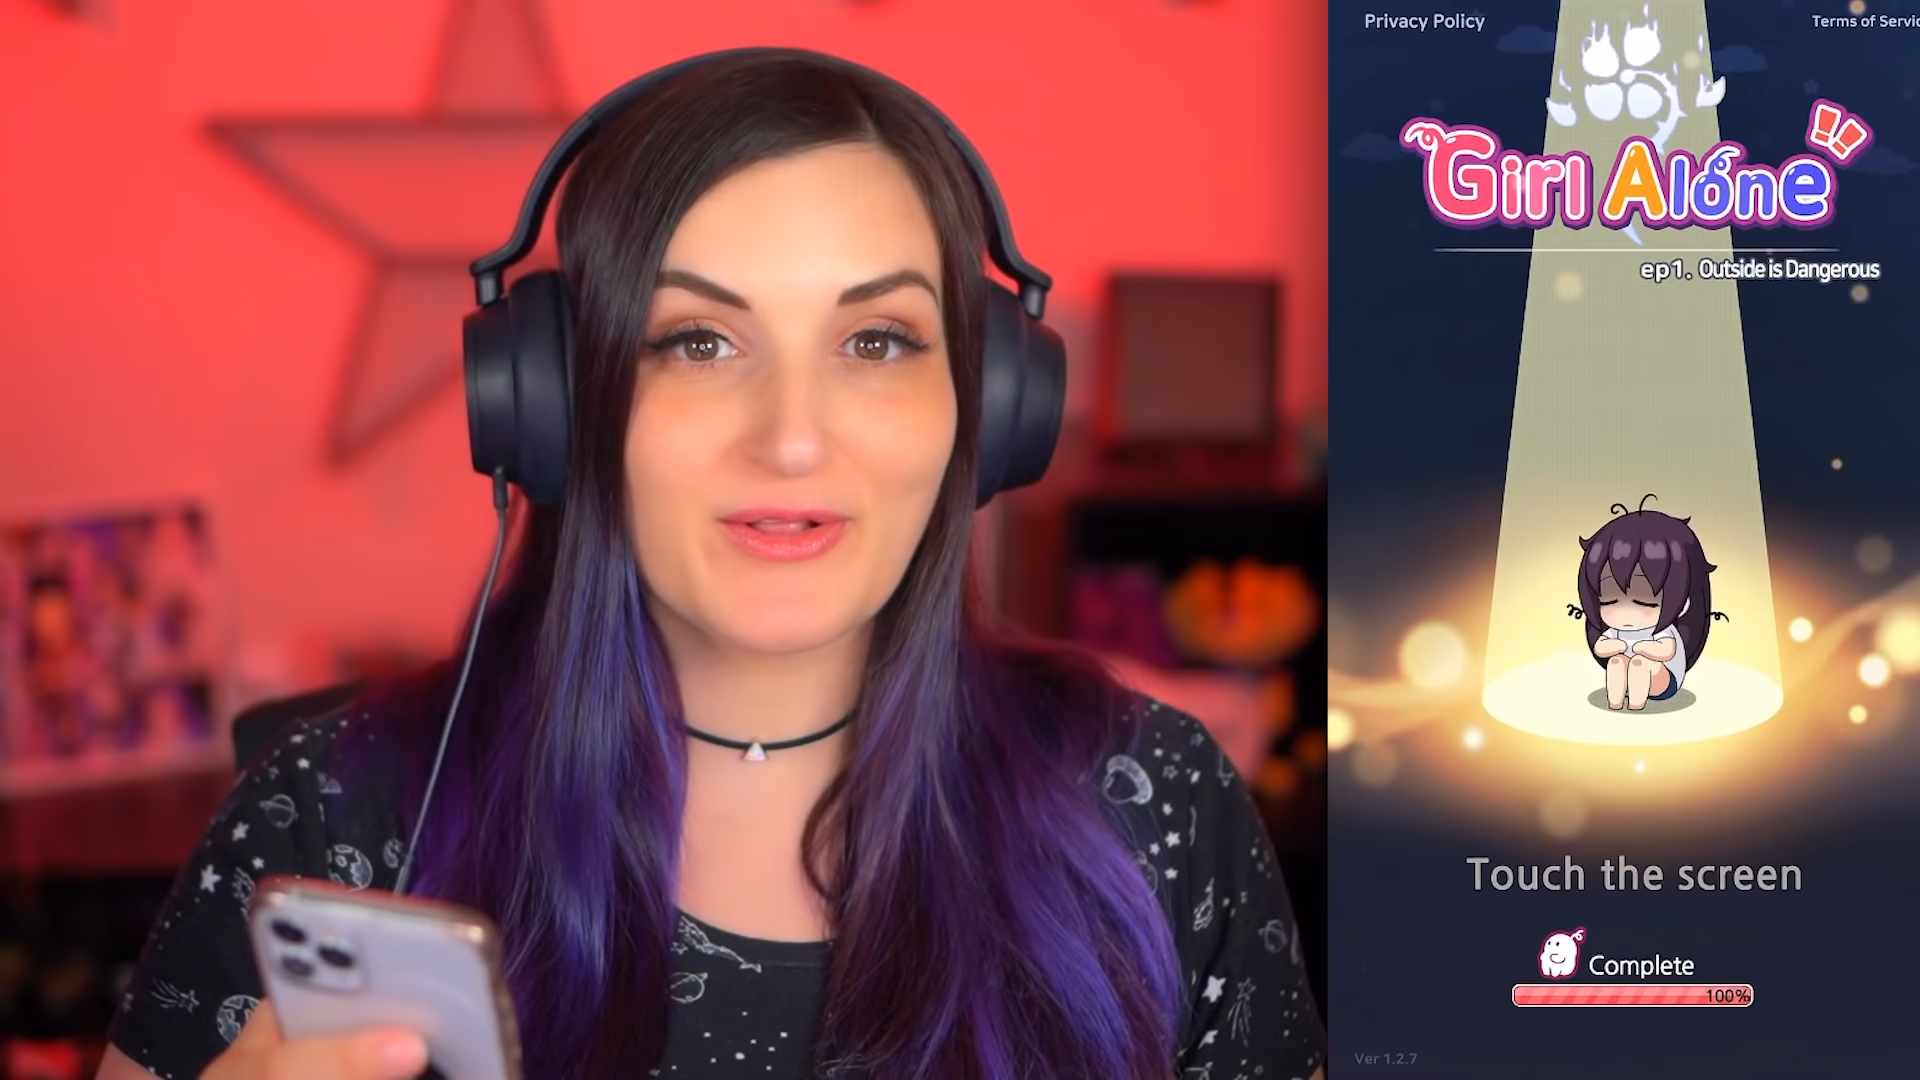 Privacy Policy
Terms of Servic
Girl Alone
ep1. Outside is Dangerous
Touch the screen
Complete
100%
Ver 1.2.7